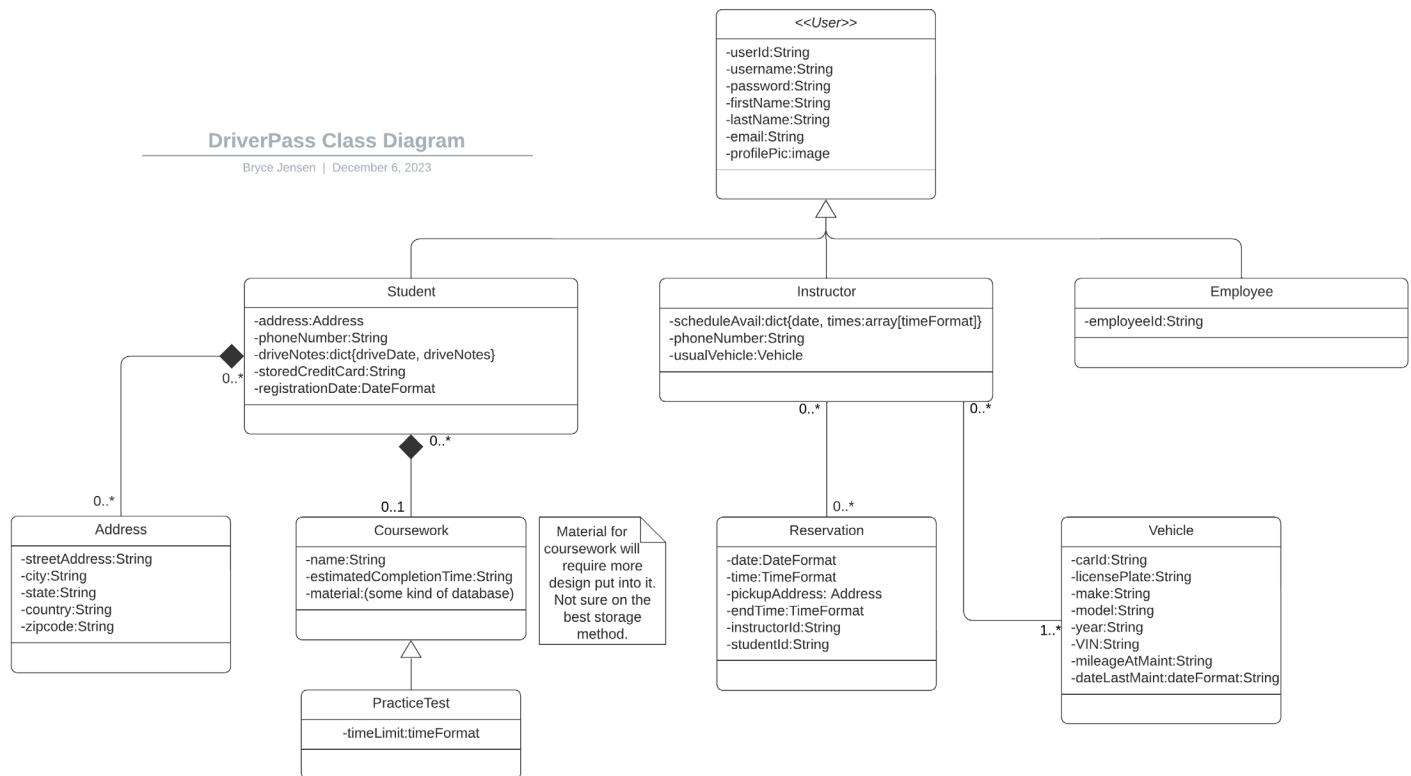 <<User>>
-userId:String
-username:String
-password:String
-firstName:String
-lastName:String
-email:String
-profilePic:image
DriverPass Class Diagram
Bryce Jensen | December 6, 2023
Student
-address:Address
-phoneNumber:String
-driveNotes:dict{driveDate, driveNotes}
-storedCreditCard:String
-registrationDate:DateFormat
Instructor
-scheduleAvail:dict{date, times:array[timeFormat]}
-phoneNumber:String
-usualVehicle:Vehicle
Employee
-employeeId:String
0..*
0..*
0..*
0..*
0..*
0..1
0..*
1..*
Address
-streetAddress:String
-city:String
-state:String
-country:String
-zipcode:String
Coursework
-name:String
-estimatedCompletionTime:String
-material:(some kind of database)
Material for
coursework will
require more
design put into it.
Not sure on the
best storage
method.
Reservation
-date:DateFormat
-time:TimeFormat
-pickupAddress: Address
-endTime:TimeFormat
-instructorId:String
-studentId:String
Vehicle
-carId:String
-licensePlate:String
-make:String
-model:String
-year:String
-VIN:String
-mileageAtMaint:String
-dateLastMaint:dateFormat:String
PracticeTest
-timeLimit:timeFormat